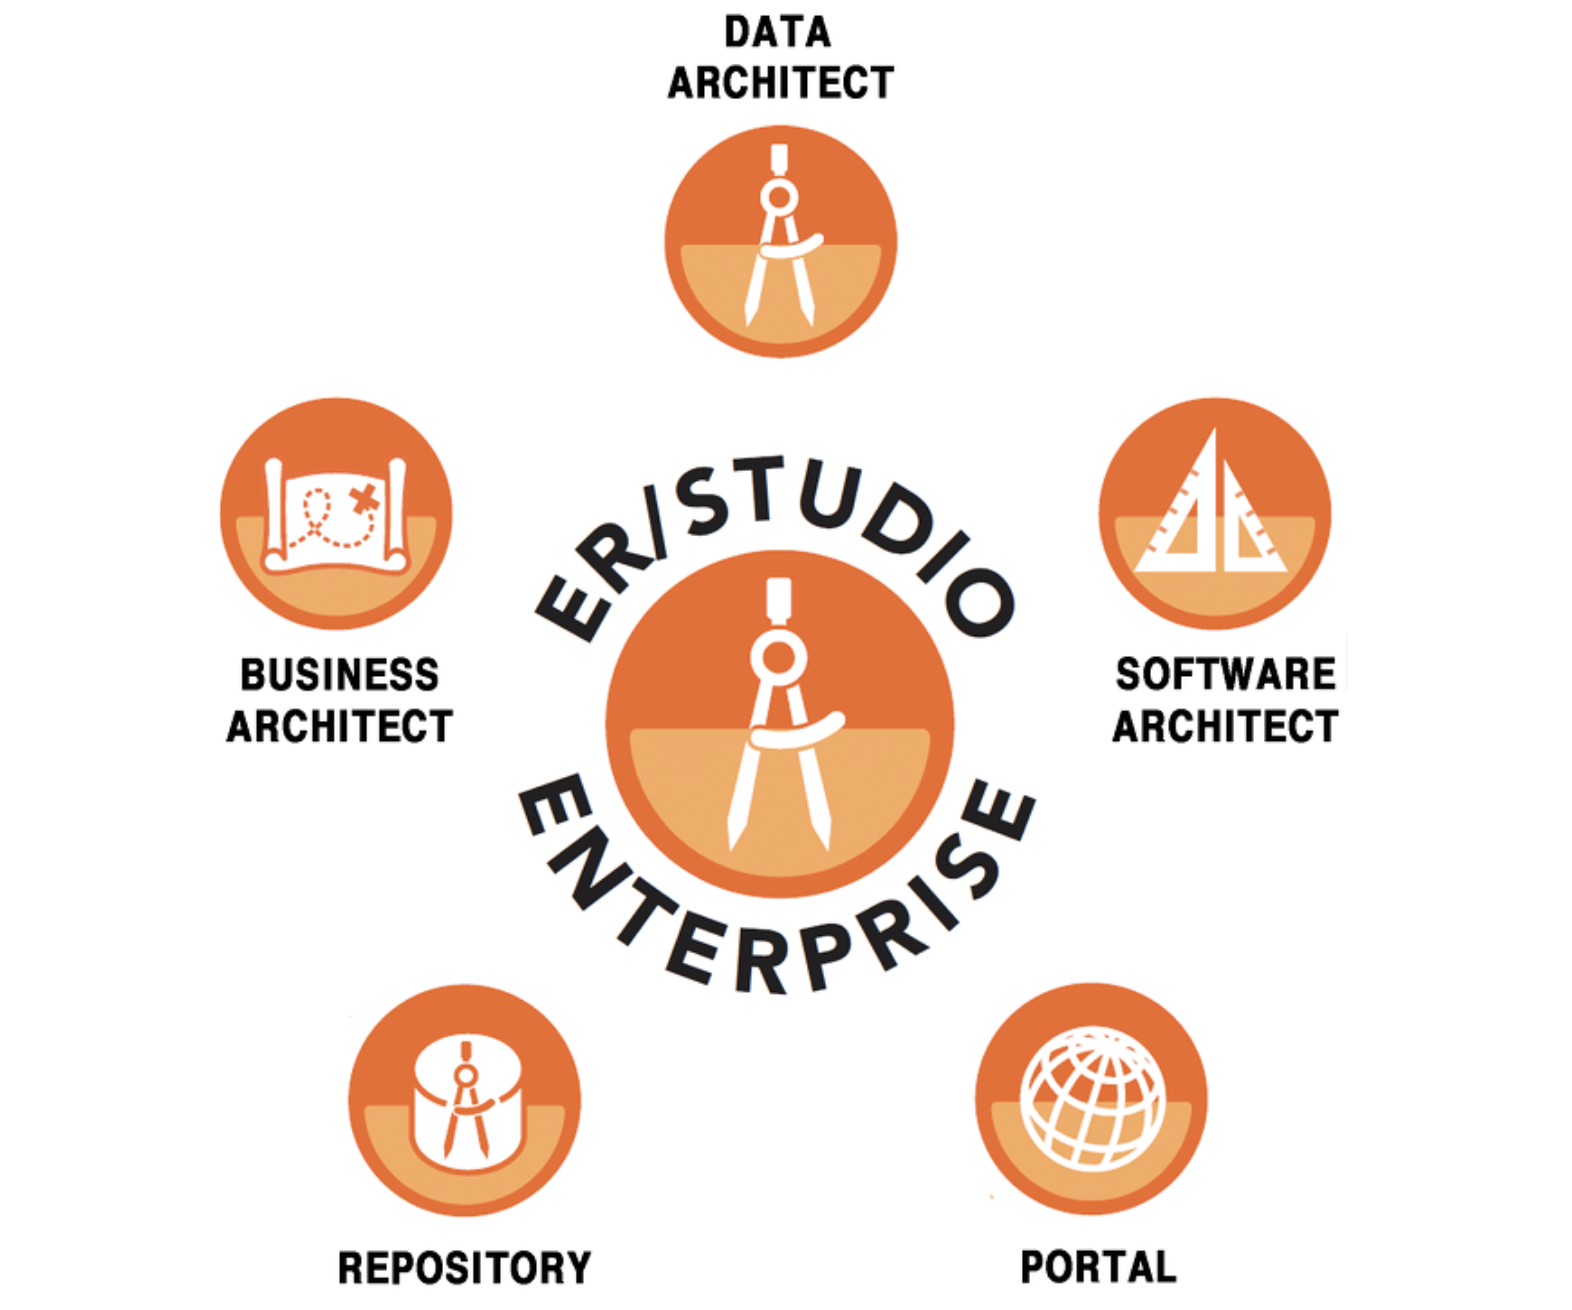 DATA
ARCHITECT
ER/STUDIO
BUSINESS
ARCHITECT
SOFTWARE
ARCHITECT
ENTERPRISE
REPOSITORY
PORTAL